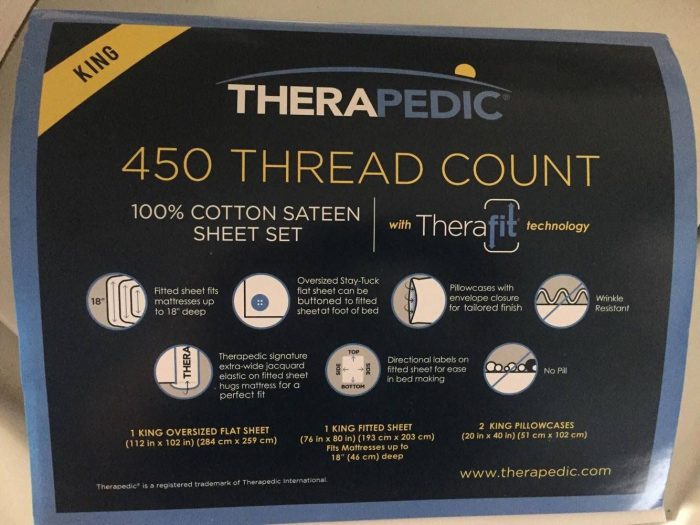 KING
THERAPEDIC®
450 THREAD COUNT
100% COTTON SATEEN
SHEET SET
with Therafit® technology
18"
Fitted sheet fits
mattresses up
to 18" deep
Oversized Stay-Tuck
flat sheet can be
buttoned to fitted
sheet at foot of bed
Pillowcases with
envelope closure
for tailored finish
Wrinkle
Resistant
THERA
Therapedic signature
extra-wide jacquard
elastic on fitted sheet
hugs mattress for a
perfect fit
TOP
SIDE
SIDE
BOTTOM
Directional labels on
fitted sheet for ease
in bed making
No Pill
1 KING OVERSIZED FLAT SHEET
(112 in x 102 in) (284 cm x 259 cm)
1 KING FITTED SHEET
(76 in x 80 in) (193 cm x 203 cm)
Fits Mattresses up to
18" (46 cm) deep
2 KING PILLOWCASES
(20 in x 40 in) (51 cm x 102 cm)
www.therapedic.com
Therapedic® is a registered trademark of Therapedic International.